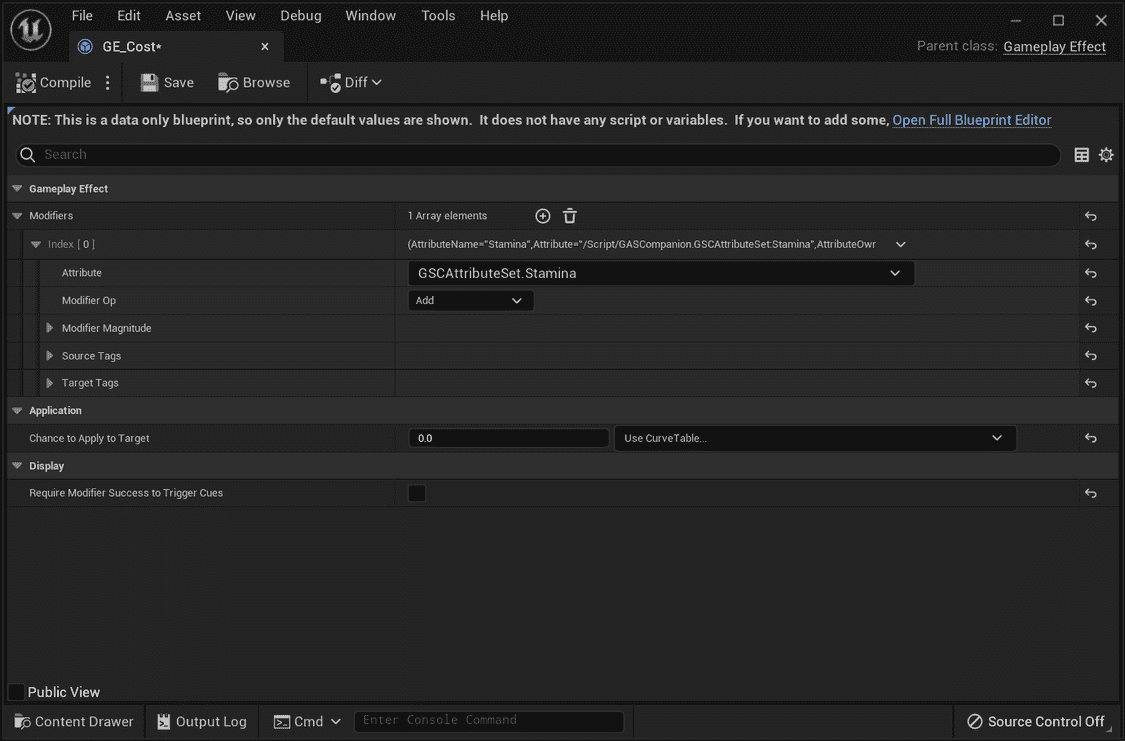 File Edit Asset View Debug Window Tools Help
GE_Cost*
Parent class: Gameplay Effect
Compile Save Browse Diff
NOTE: This is a data only blueprint, so only the default values are shown. It does not have any script or variables. If you want to add some, Open Full Blueprint Editor
Search
Gameplay Effect
Modifiers 1 Array elements
Index [ 0 ] (AttributeName="Stamina",Attribute="/Script/GASCompanion.GSCAttributeSet:Stamina",AttributeOwr
Attribute GSCAttributeSet.Stamina
Modifier Op Add
Modifier Magnitude
Source Tags
Target Tags
Application
Chance to Apply to Target 0.0 Use CurveTable...
Display
Require Modifier Success to Trigger Cues
Public View
Content Drawer Output Log Cmd Enter Console Command Source Control Off